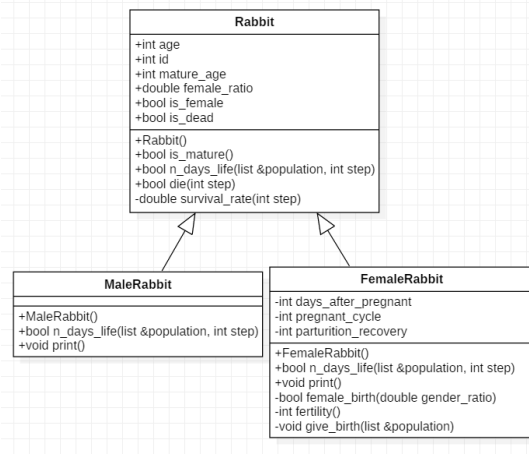 Rabbit
+int age
+int id
+int mature_age
+double female_ratio
+bool is_female
+bool is_dead
+Rabbit()
+bool is_mature()
+bool n_days_life(list &population, int step)
+bool die(int step)
-double survival_rate(int step)
MaleRabbit
+MaleRabbit()
+bool n_days_life(list &population, int step)
+void print()
FemaleRabbit
-int days_after_pregnant
-int pregnant_cycle
-int parturition_recovery
+FemaleRabbit()
+bool n_days_life(list &population, int step)
+void print()
-bool female_birth(double gender_ratio)
-int fertility()
-void give_birth(list &population)